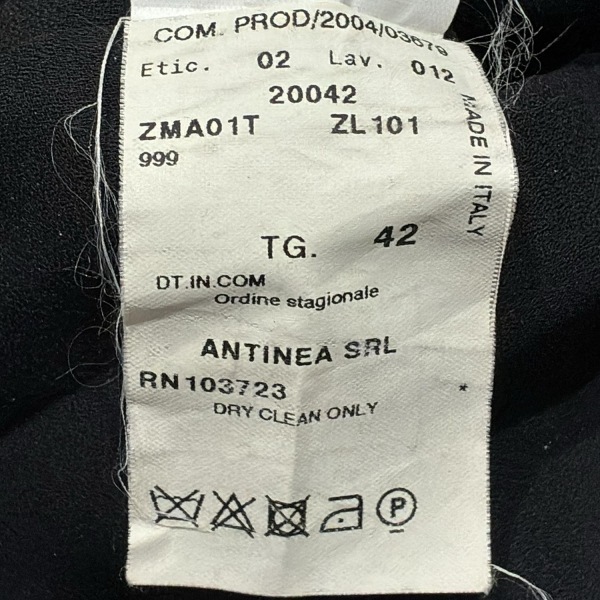 COM. PROD/2004/03679
Etic. 02 Lav. 012
20042
ZMA01T ZL101
999
MADE IN ITALY
TG. 42
DT.IN.COM
Ordine stagionale
ANTINEA SRL
RN103723
*
DRY CLEAN ONLY
P